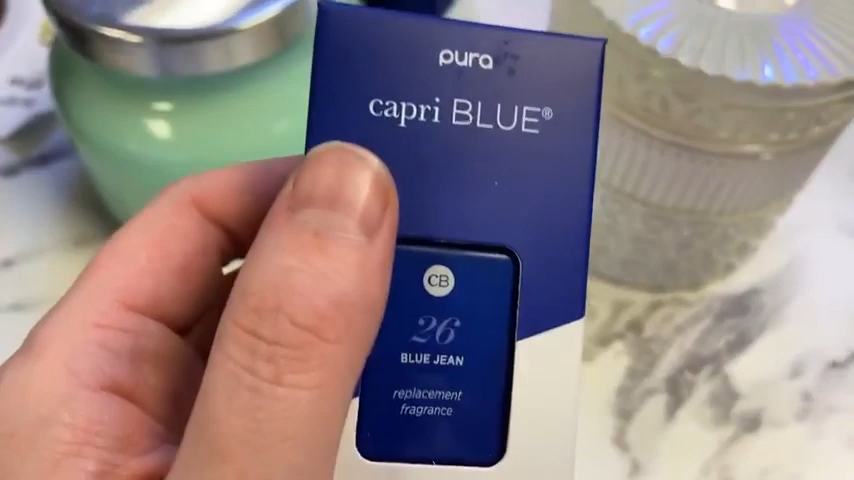 pura
capri BLUE®
CB
26
BLUE JEAN
replacement
fragrance